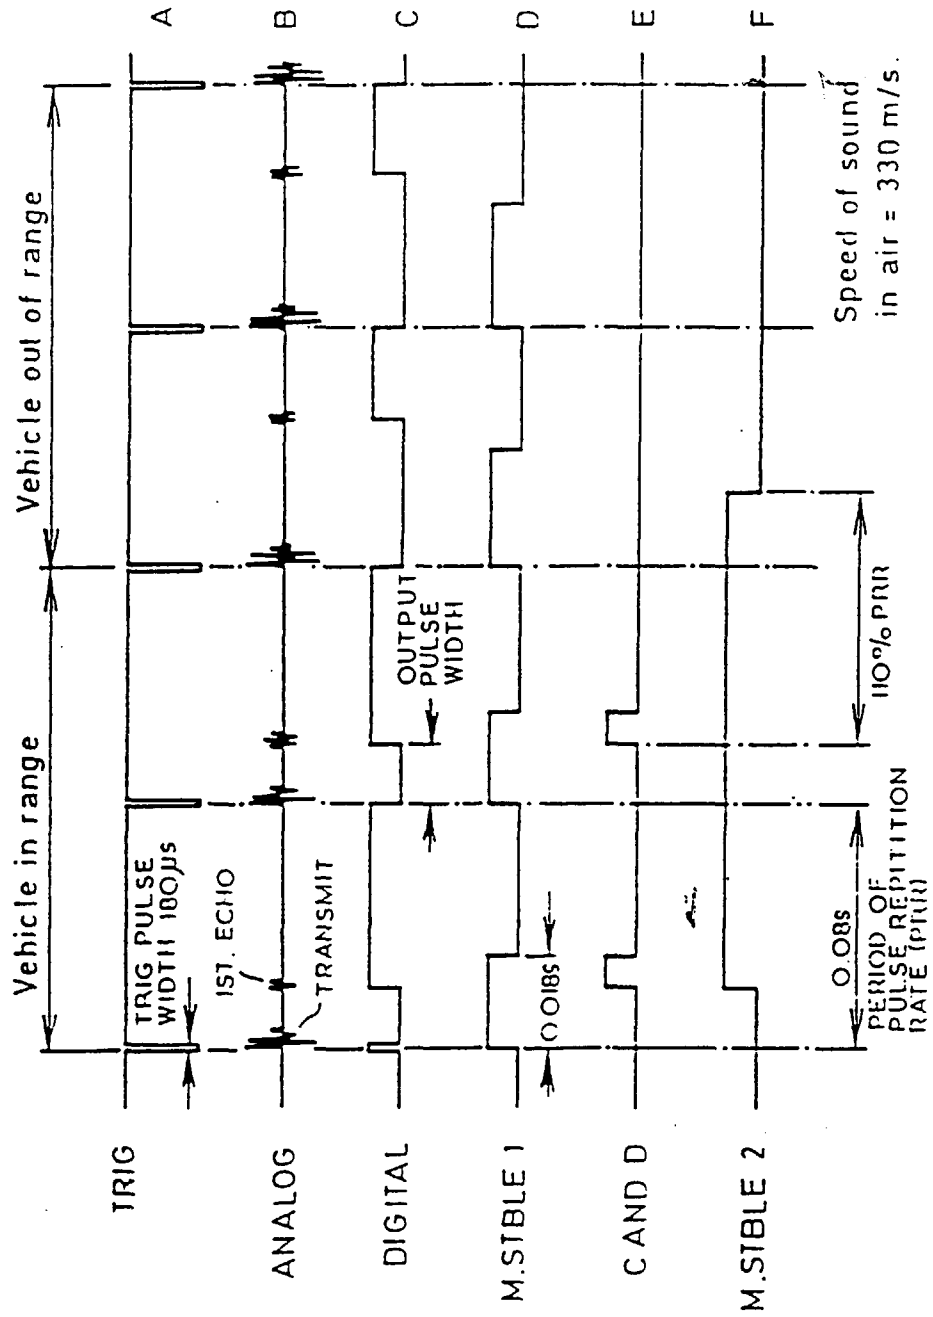 Vehicle in range
Vehicle out of range
TRIG
TRIG PULSE
WIDTH 180µs
A
ANALOG
1ST. ECHO
TRANSMIT
B
DIGITAL
OUTPUT
PULSE
WIDTH
C
M.STBLE 1
0.018s
D
C AND D
E
M.STBLE 2
F
0.08s
PERIOD OF
PULSE REPITITION
RATE (PRR)
110% PRR
Speed of sound
in air = 330 m/s.